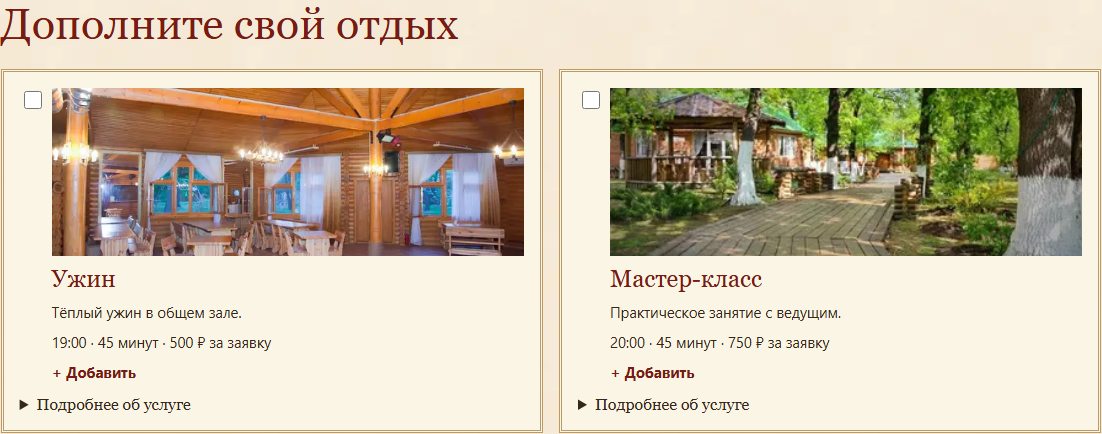 Дополните свой отдых
Ужин
Тёплый ужин в общем зале.
19:00 · 45 минут · 500 ₽ за заявку
+ Добавить
▶ Подробнее об услуге
Мастер-класс
Практическое занятие с ведущим.
20:00 · 45 минут · 750 ₽ за заявку
+ Добавить
▶ Подробнее об услуге